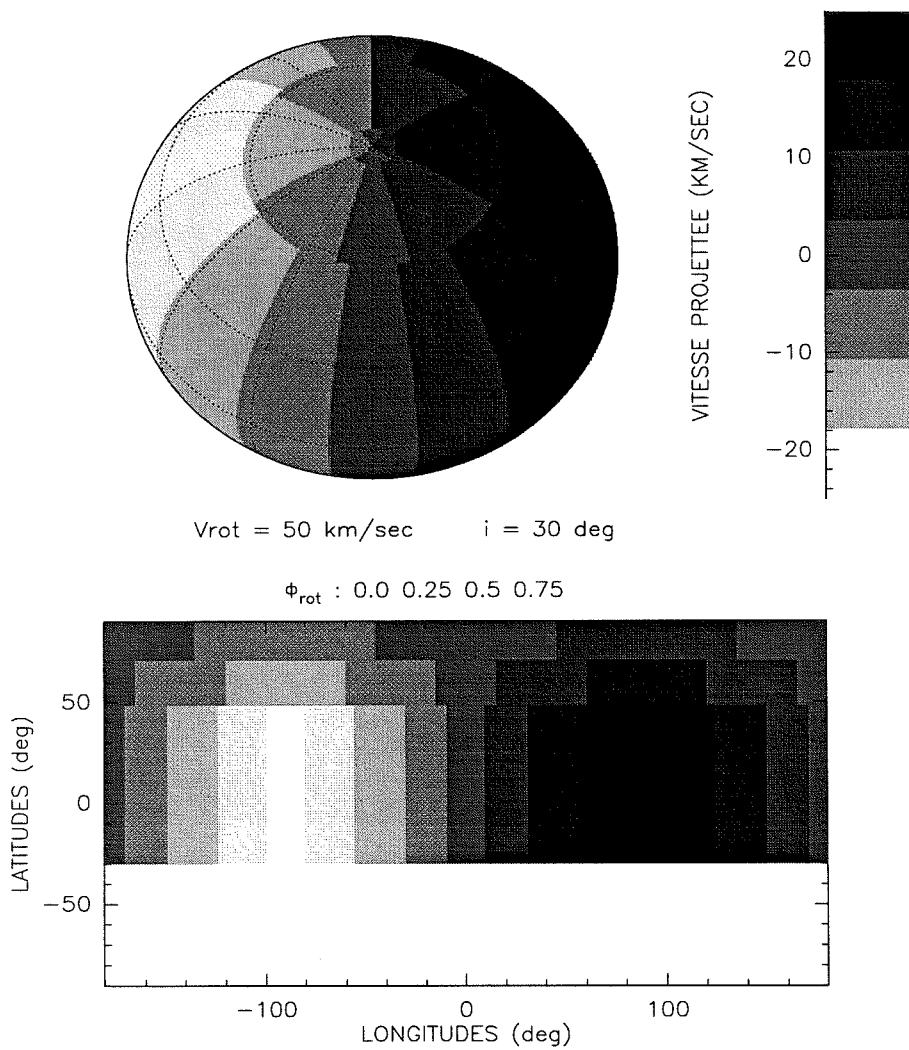 20
10
0
−10
−20
VITESSE PROJETTEE (KM/SEC)
Vrot = 50 km/sec i = 30 deg
ϕrot : 0.0 0.25 0.5 0.75
50
0
−50
LATITUDES (deg)
−100 0 100
LONGITUDES (deg)